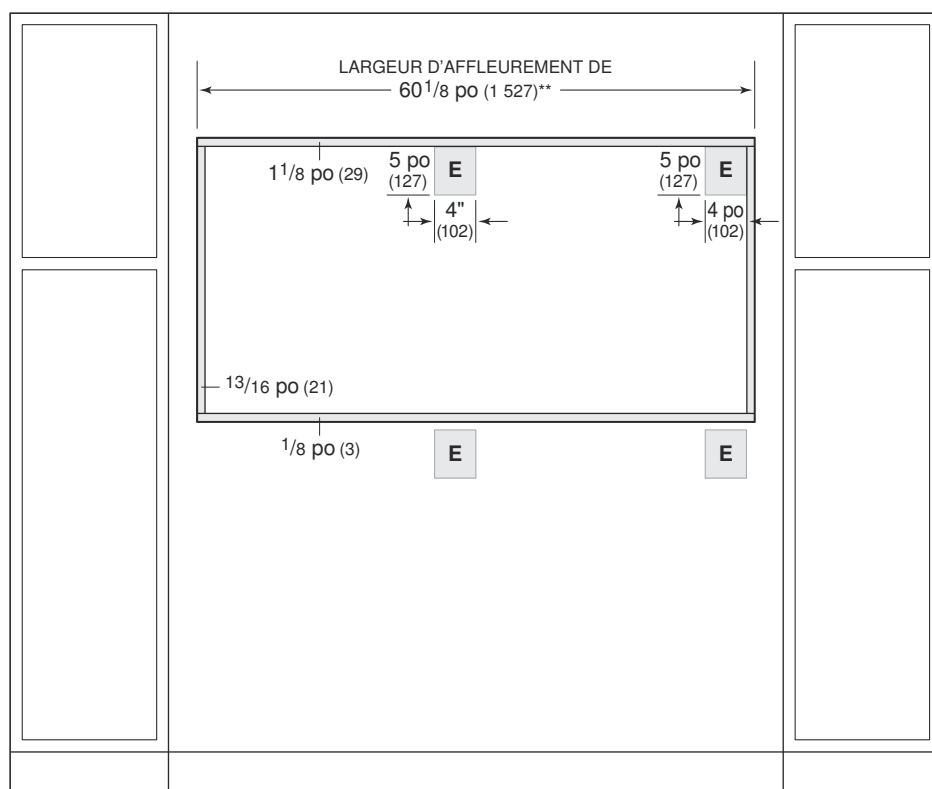 LARGEUR D'AFFLEUREMENT DE
60 1/8 po (1 527)**
1 1/8 po (29)
5 po
(127)
E
4"
(102)
5 po
(127)
E
4 po
(102)
13/16 po (21)
1/8 po (3)
E
E